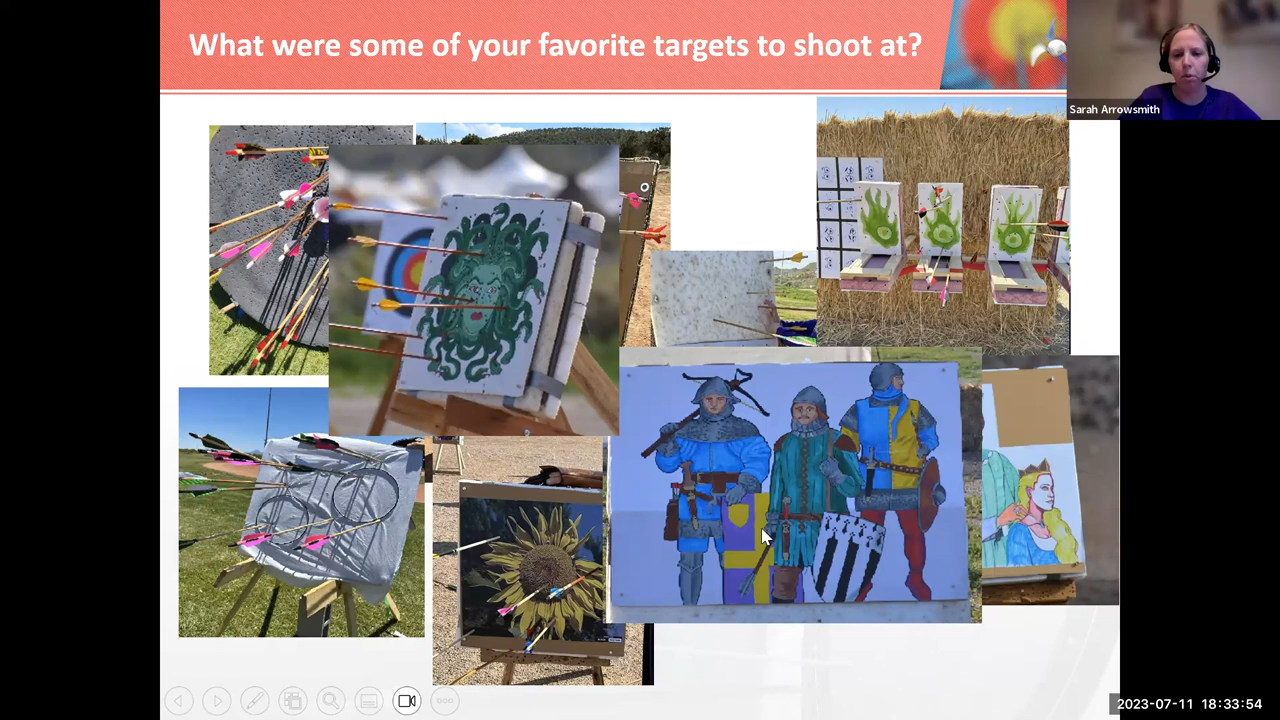 What were some of your favorite targets to shoot at?
Sarah Arrowsmith
2023-07-11 18:33:54